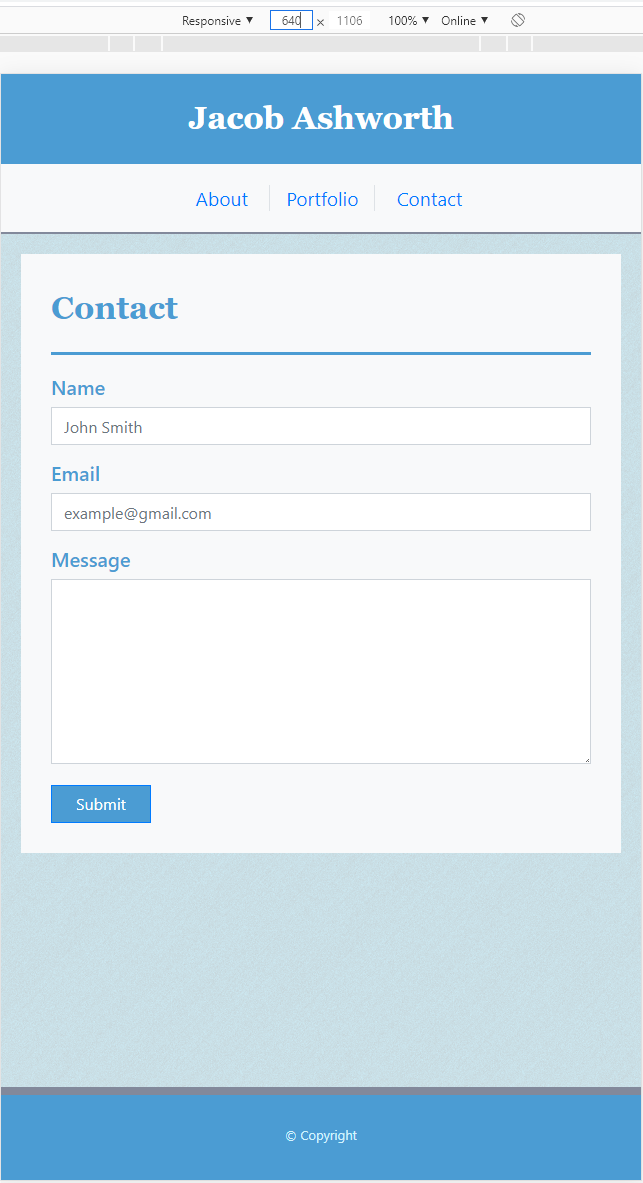 Responsive ▼ 640 × 1106 100% ▼ Online ▼
Jacob Ashworth
About Portfolio Contact
Contact
Name
John Smith
Email
example@gmail.com
Message
Submit
© Copyright